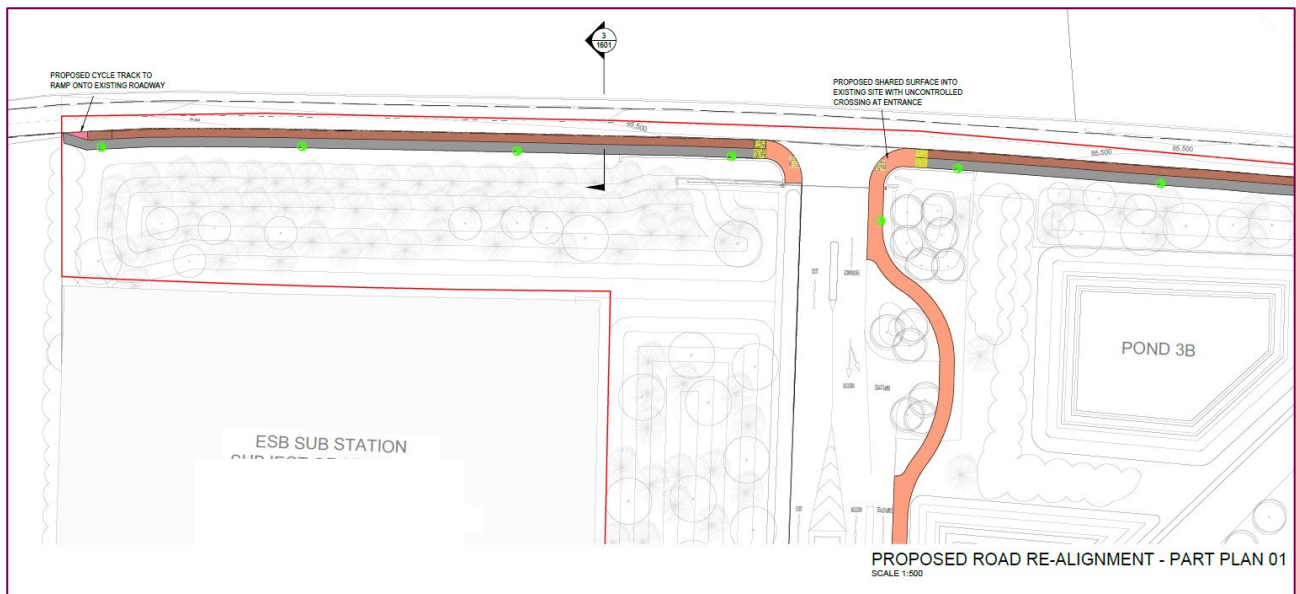 3
1601
PROPOSED CYCLE TRACK TO
RAMP ONTO EXISTING ROADWAY
PROPOSED SHARED SURFACE INTO
EXISTING SITE WITH UNCONTROLLED
CROSSING AT ENTRANCE
85.500
85.500
85.500
EXIT
POND 3B
ESB SUB STATION
EXIT
PROPOSED ROAD RE-ALIGNMENT - PART PLAN 01
SCALE 1:500